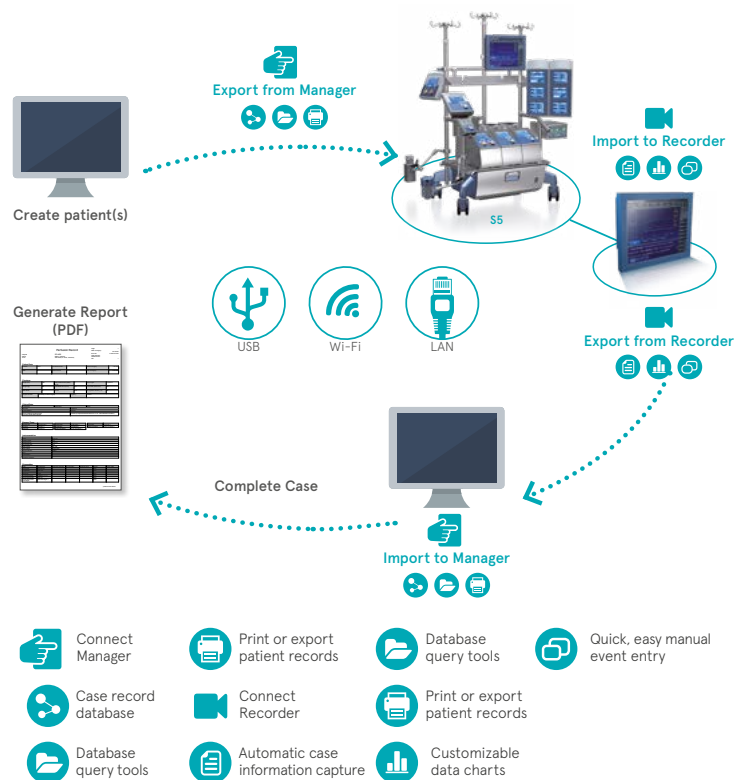 Export from Manager
Import to Recorder
Create patient(s)
S5
Generate Report
(PDF)
USB
Wi-Fi
LAN
Export from Recorder
Complete Case
Import to Manager
Connect
Manager
Print or export
patient records
Database
query tools
Quick, easy manual
event entry
Case record
database
Connect
Recorder
Print or export
patient records
Database
query tools
Automatic case
information capture
Customizable
data charts